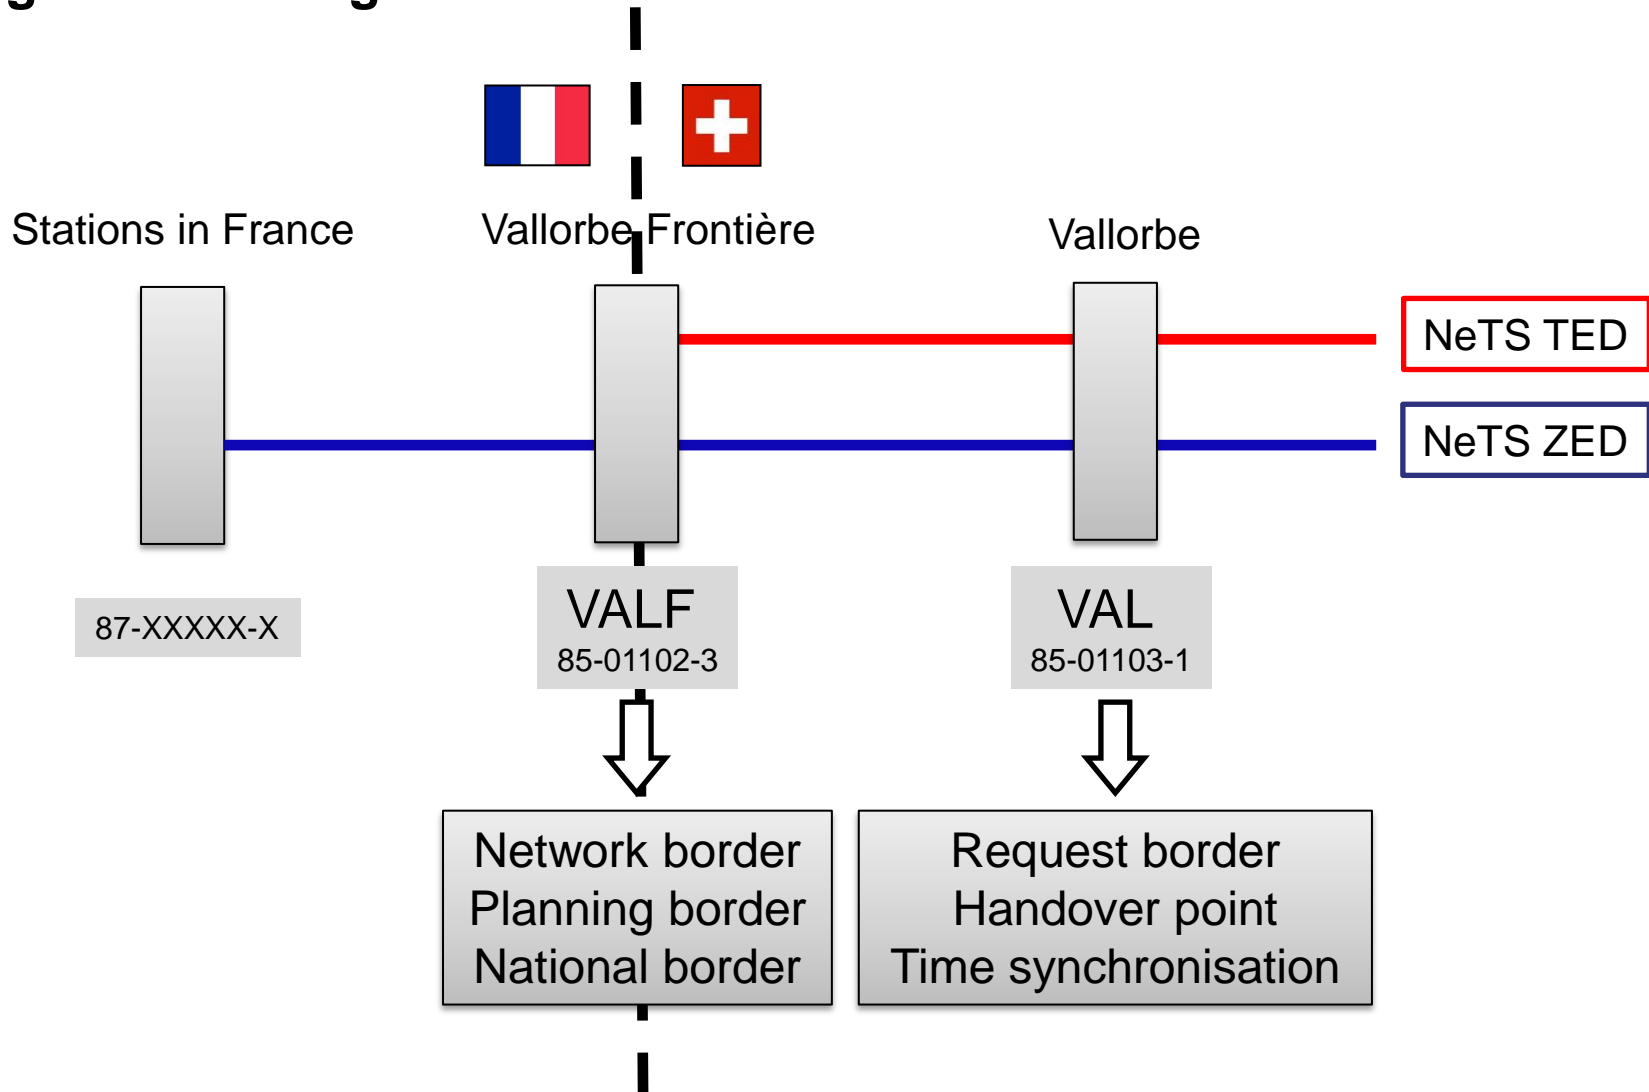 Stations in France
Vallorbe Frontière
Vallorbe
NeTS TED
NeTS ZED
87-XXXXX-X
VALF
85-01102-3
VAL
85-01103-1
Network border
Planning border
National border
Request border
Handover point
Time synchronisation